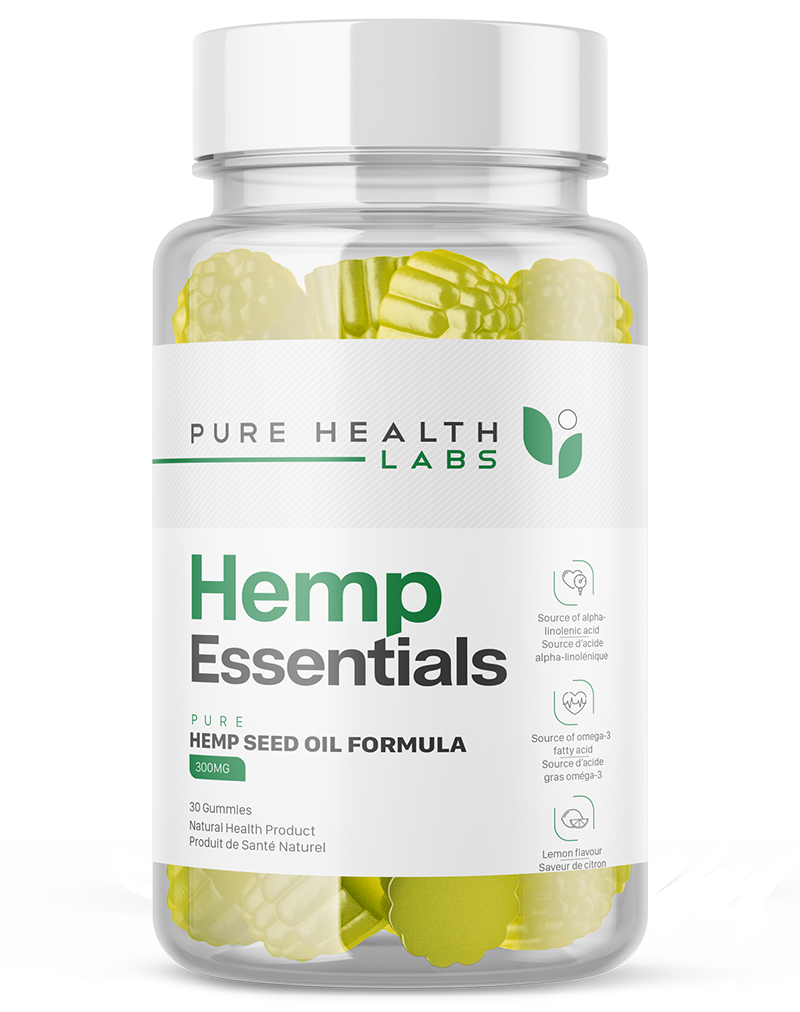 PURE HEALTH
LABS
Hemp
Essentials
PURE
HEMP SEED OIL FORMULA
300MG
30 Gummies
Natural Health Product
Produit de Santé Naturel
Source of alpha-
linolenic acid
Source d'acide
alpha-linolénique
Source of omega-3
fatty acid
Source d'acide
gras oméga-3
Lemon flavour
Saveur de citron